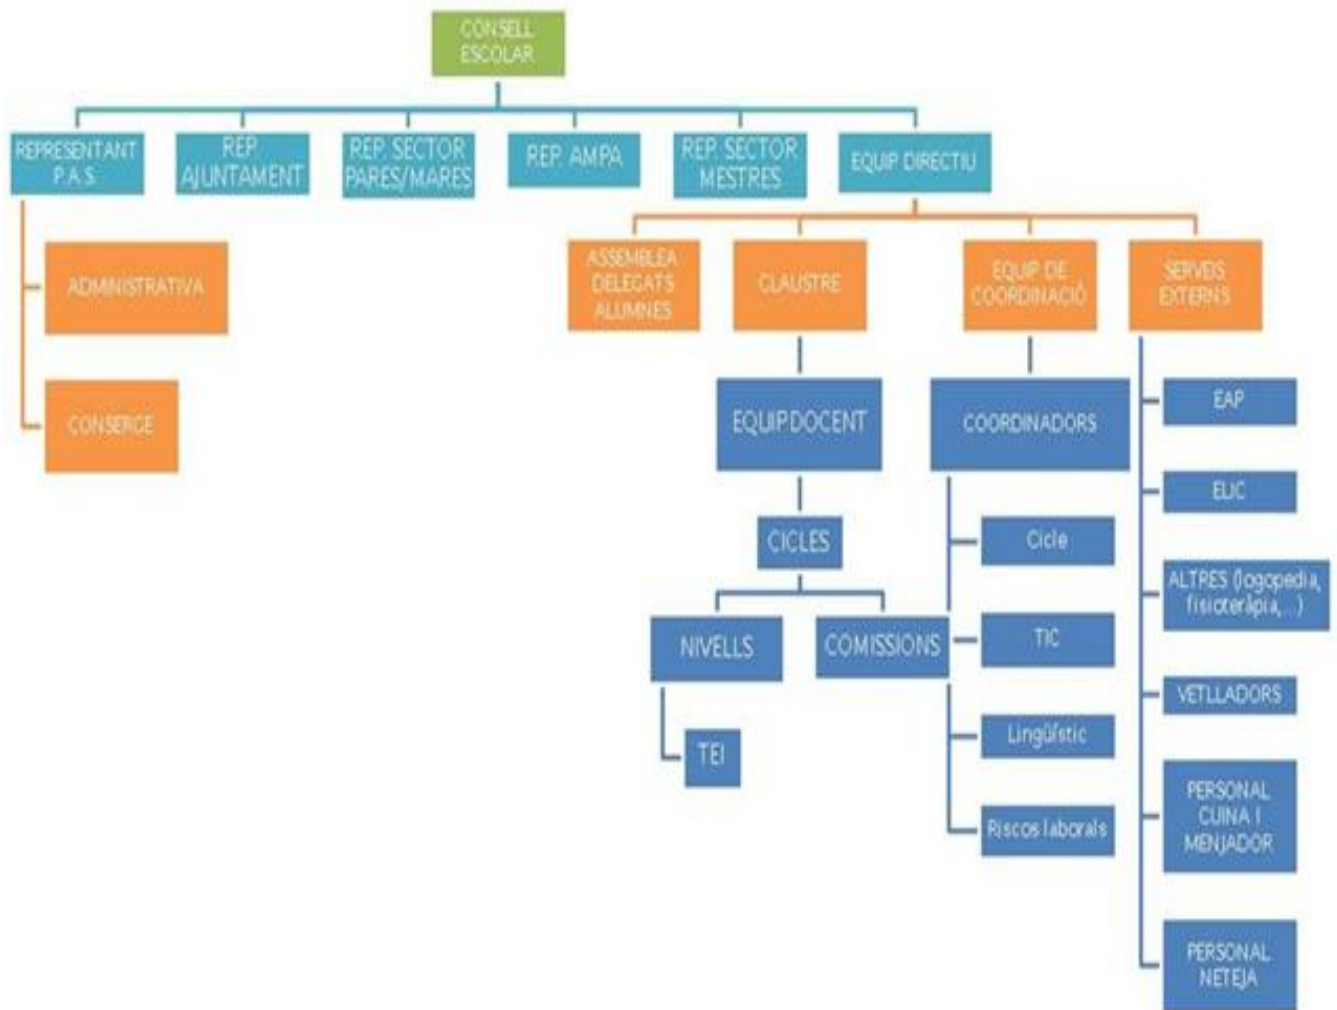 CONSELL
ESCOLAR
REPRESENTANT
P.A.S.
REP.
AJUNTAMENT
REP. SECTOR
PARES/MARES
REP. AMPA
REP. SECTOR
MESTRES
EQUIP DIRECTIU
ADMINISTRATIVA
CONSERGE
ASSEMBLEA
DELEGATS
ALUMNES
CLAUSTRE
EQUIP DE
COORDINACIÓ
SERVEIS
EXTERNS
EQUIP DOCENT
CICLES
NIVELLS
COMISSIONS
TEI
COORDINADORS
Cicle
TIC
Lingüístic
Riscos laborals
EAP
ELIC
ALTRES (logopedia,
fisioteràpia,...)
VETLLADORS
PERSONAL
CUINA I
MENJADOR
PERSONAL
NETEJA